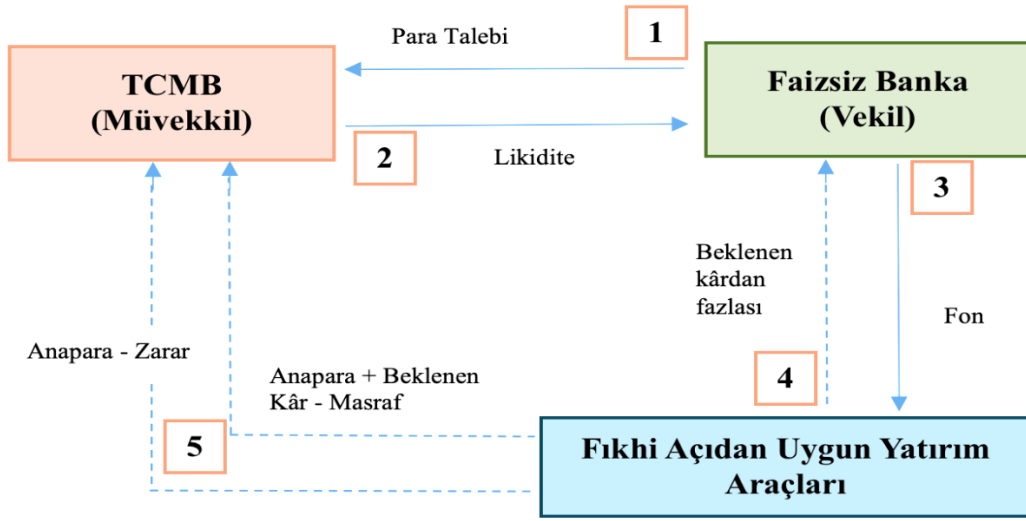 Para Talebi
1
TCMB
(Müvekkil)
Faizsiz Banka
(Vekil)
2
Likidite
3
Beklenen
kârdan
fazlası
Fon
Anapara - Zarar
4
Anapara + Beklenen
Kâr - Masraf
5
Fıkhi Açıdan Uygun Yatırım
Araçları